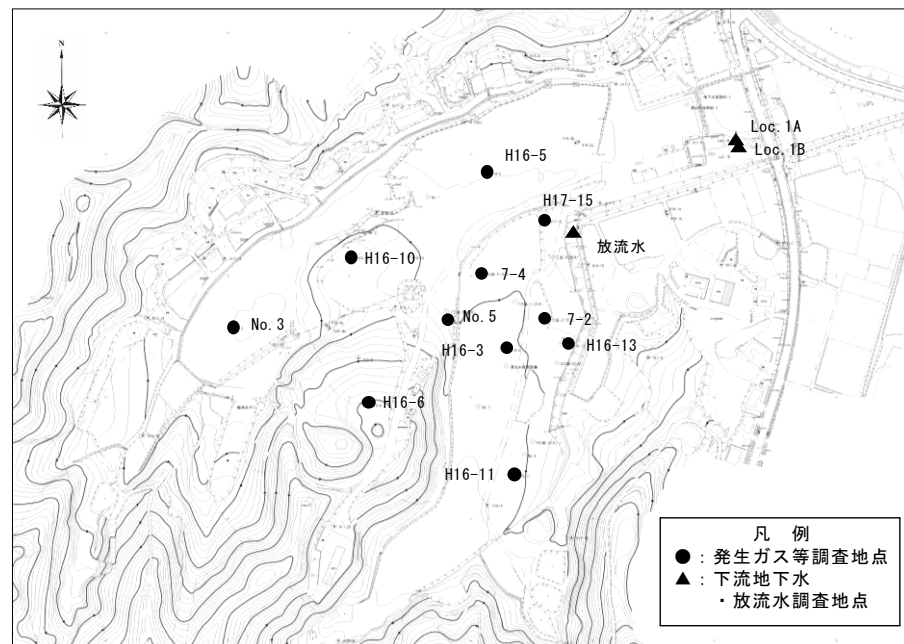 N
Loc.1A
Loc.1B
H16-5
H17-15
放流水
H16-10
7-4
No.3
No.5
7-2
H16-3
H16-13
H16-6
H16-11
凡 例
●：発生ガス等調査地点
▲：下流地下水
・放流水調査地点